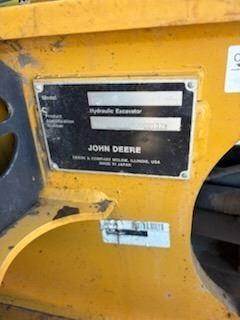 Model
Hydraulic Excavator
Product
Identification
Number
JOHN DEERE
DEERE & COMPANY MOLINE, ILLINOIS, USA
MADE IN JAPAN